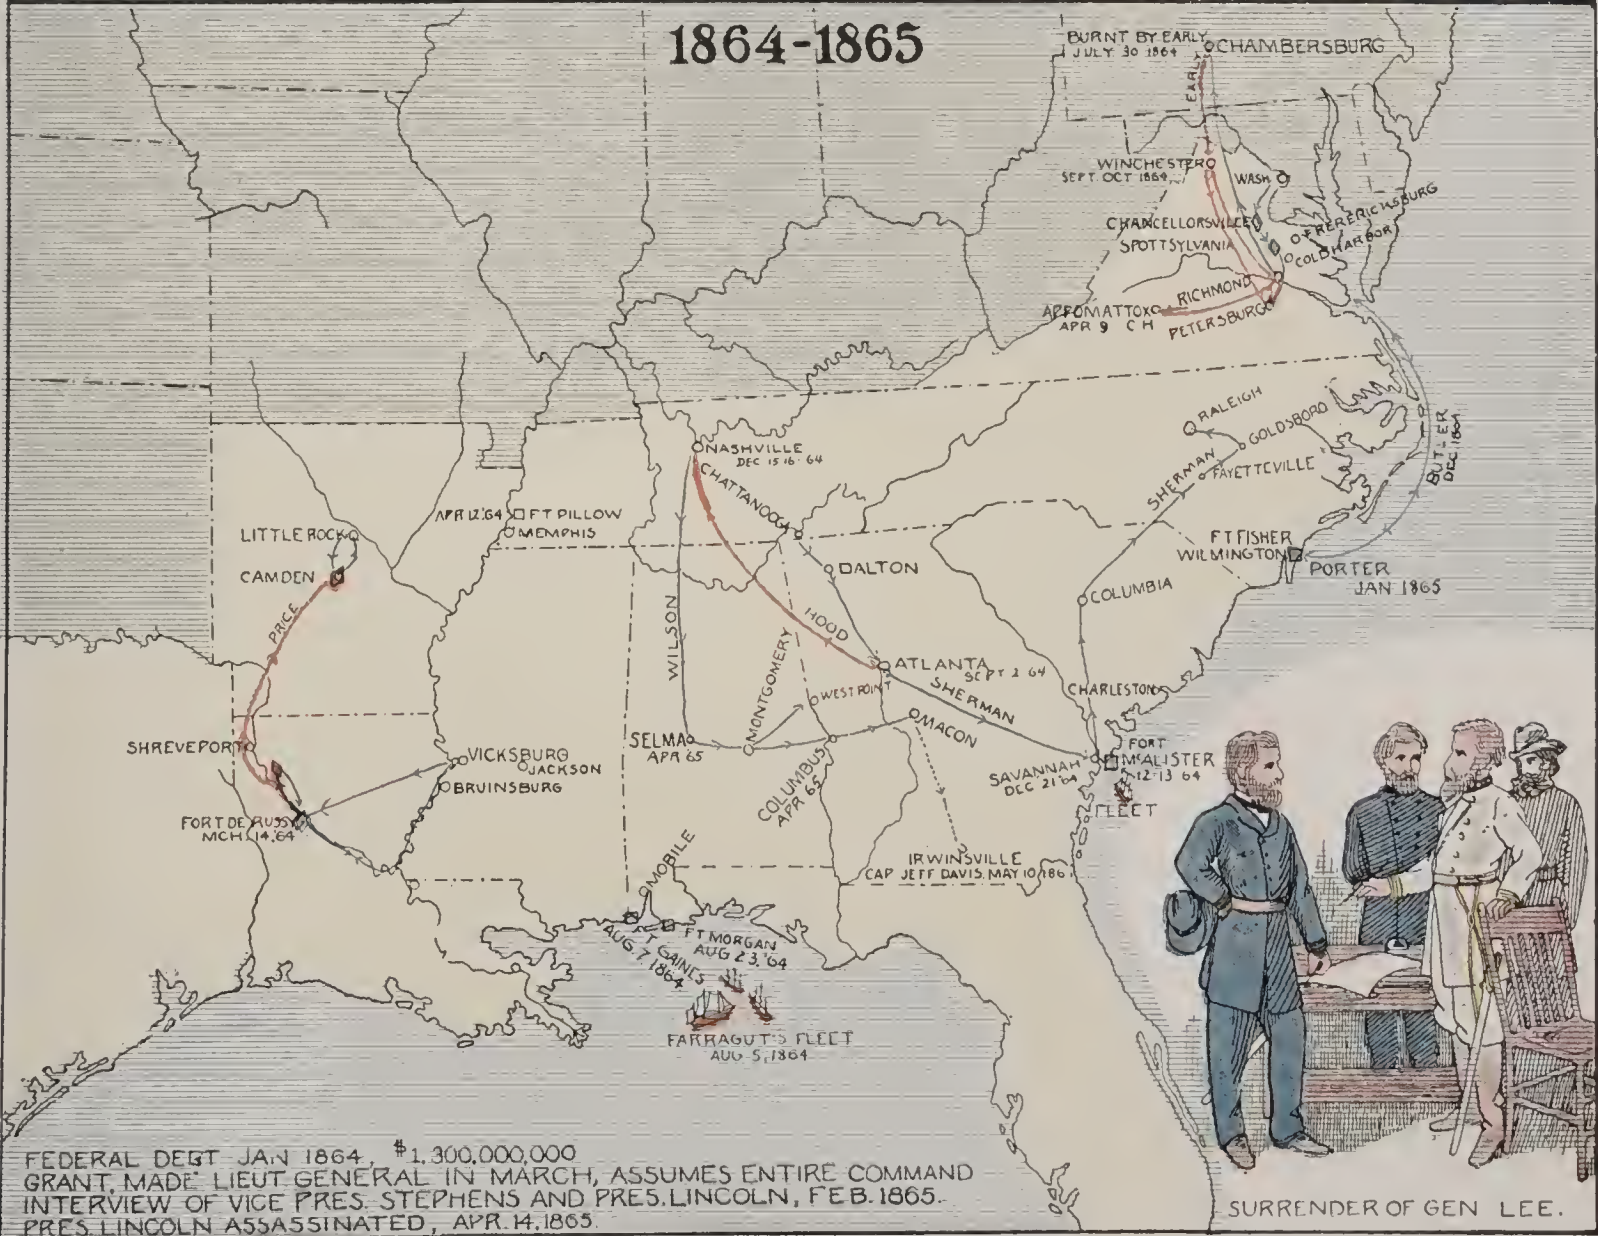 1864-1865
BURNT BY EARLY
JULY 30 1864
CHAMBERSBURG
EARLY
WINCHESTER
SEPT. OCT 1864
WASH
CHANCELLORSVILLE
FRERERICKSBURG
SPOTTSYLVANIA
COLD HARBOR
RICHMOND
APPOMATTOX
APR 9 C H
PETERSBURG
RALEIGH
GOLDSBORO
FAYETTEVILLE
SHERMAN
BUTLER
DEC. 1864
NASHVILLE
DEC 15 16 - 64
CHATTANOOGA
APR 12 '64
FT PILLOW
MEMPHIS
LITTLE ROCK
CAMDEN
PRICE
DALTON
FT FISHER
WILMINGTON
PORTER
JAN 1865
COLUMBIA
WILSON
HOOD
MONTGOMERY
ATLANTA
SEPT 2 64
WEST POINT
SHERMAN
CHARLESTON
MACON
SHREVEPORT
VICKSBURG
JACKSON
BRUINSBURG
SELMA
APR '65
COLUMBUS
APR '65
SAVANNAH
DEC 21 '64
FORT
McALISTER
12-13 64
FLEET
FORT DE RUSSY
MCH. 14, '64
IRWINSVILLE
CAP JEFF DAVIS. MAY 10, 186
MOBILE
FT MORGAN
AUG 23, '64
FT GAINES
AUG. 7 1864
FARRAGUT'S FLEET
AUG 5, 1864
FEDERAL DEBT JAN 1864, $1,300,000,000
GRANT, MADE LIEUT GENERAL IN MARCH, ASSUMES ENTIRE COMMAND
INTERVIEW OF VICE PRES. STEPHENS AND PRES. LINCOLN, FEB. 1865.
PRES. LINCOLN ASSASSINATED, APR. 14. 1865.
SURRENDER OF GEN LEE.